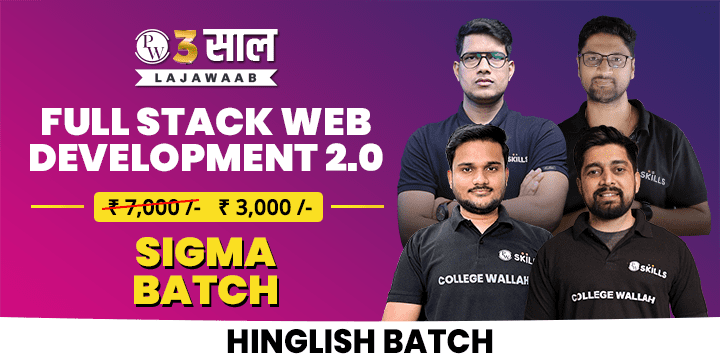 PW 3 साल
LAJAWAAB
FULL STACK WEB
DEVELOPMENT 2.0
₹ 7,000 /- ₹ 3,000 /-
SIGMA
BATCH
SKILLS
SKILLS
SKILLS
COLLEGE WALLAH
SKILLS
COLLEGE WALLAH
HINGLISH BATCH